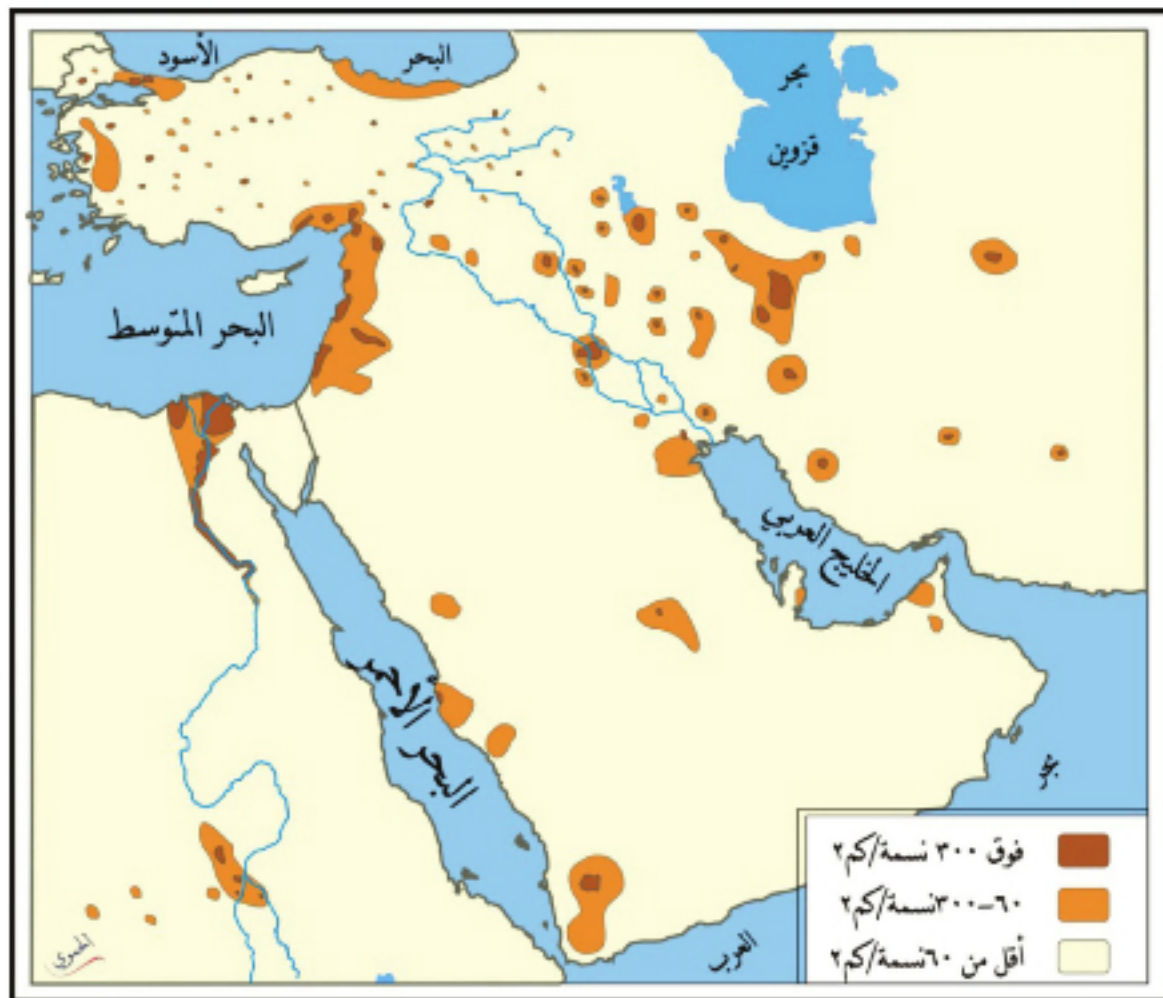 البحر
الأسود
بحر
قزوين
البحر المتوسط
الخليج العربي
البحر الأحمر
بحر
العرب
فوق ٣٠٠ نسمة/كم٢
٦٠-٣٠٠نسمة/كم٢
أقل من ٦٠نسمة/كم٢